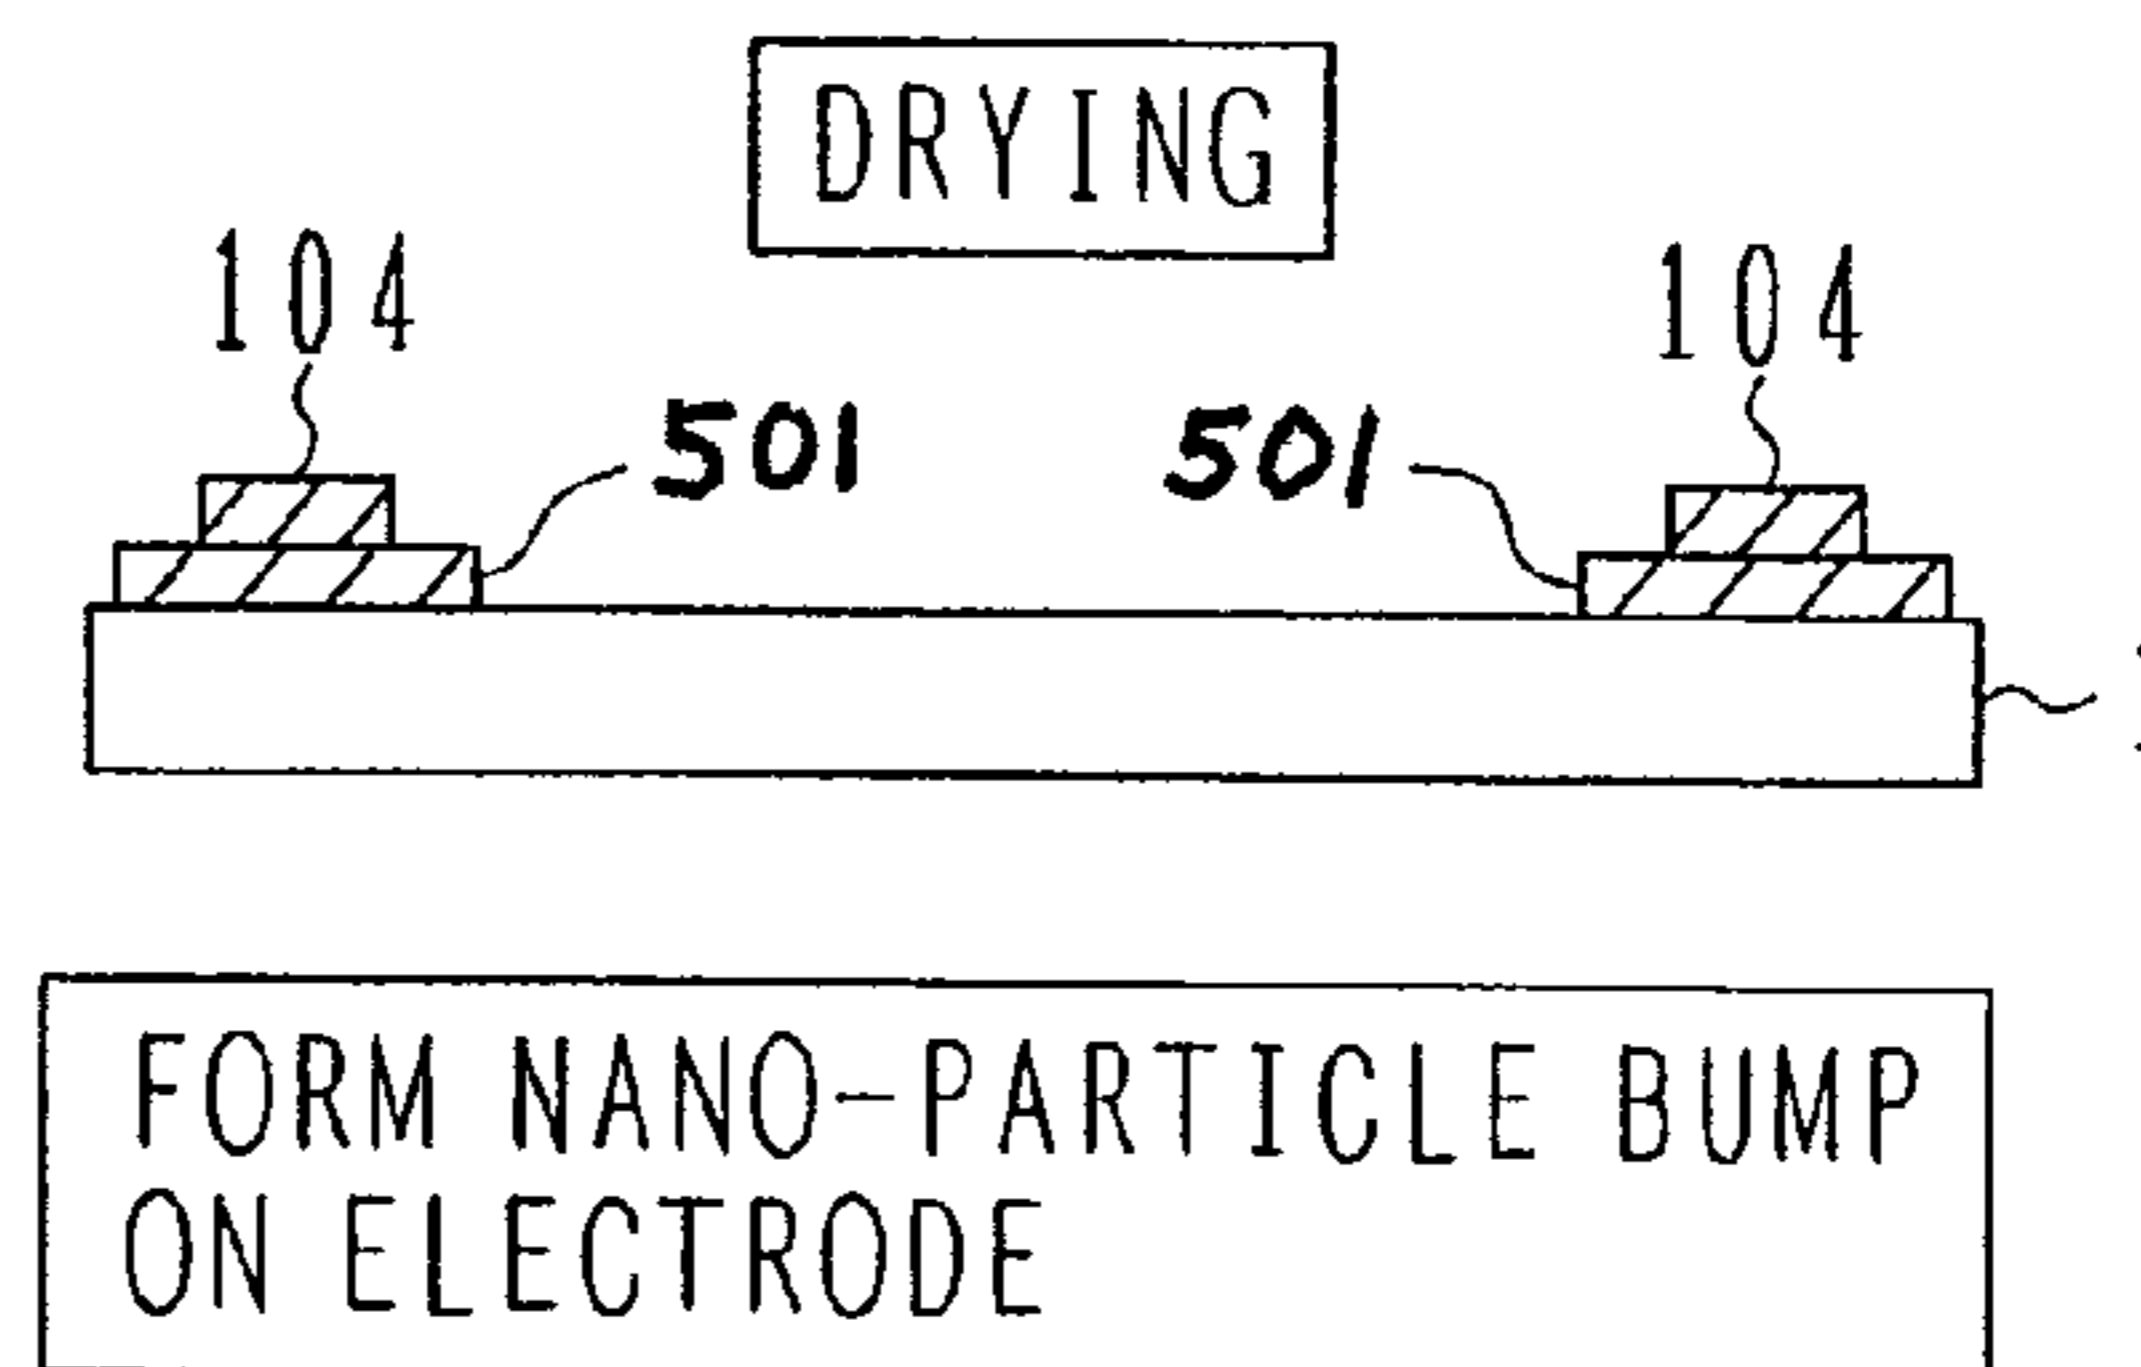 DRYING
104 104
501 501
FORM NANO-PARTICLE BUMP
ON ELECTRODE